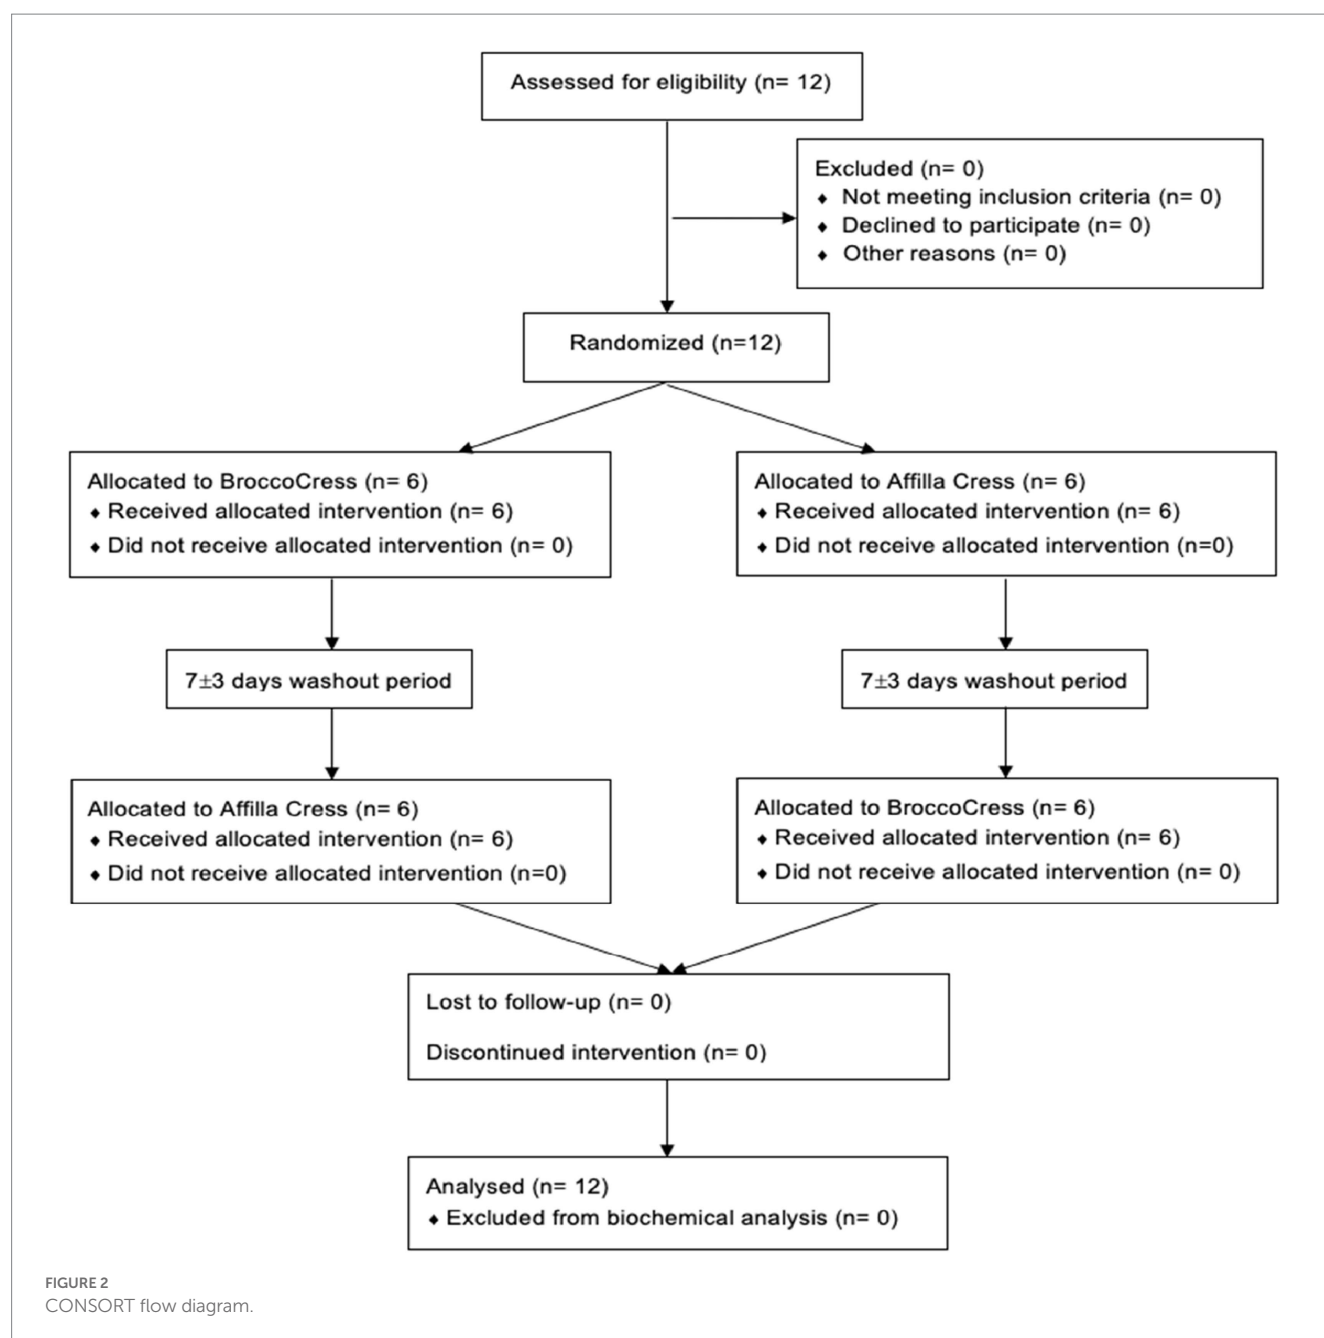 Assessed for eligibility (n= 12)
Excluded (n= 0)
♦ Not meeting inclusion criteria (n= 0)
♦ Declined to participate (n= 0)
♦ Other reasons (n= 0)
Randomized (n=12)
Allocated to BroccoCress (n= 6)
♦ Received allocated intervention (n= 6)
♦ Did not receive allocated intervention (n= 0)
Allocated to Affilla Cress (n= 6)
♦ Received allocated intervention (n= 6)
♦ Did not receive allocated intervention (n=0)
7±3 days washout period
7±3 days washout period
Allocated to Affilla Cress (n= 6)
♦ Received allocated intervention (n= 6)
♦ Did not receive allocated intervention (n=0)
Allocated to BroccoCress (n= 6)
♦ Received allocated intervention (n= 6)
♦ Did not receive allocated intervention (n= 0)
Lost to follow-up (n= 0)
Discontinued intervention (n= 0)
Analysed (n= 12)
♦ Excluded from biochemical analysis (n= 0)
FIGURE 2
CONSORT flow diagram.